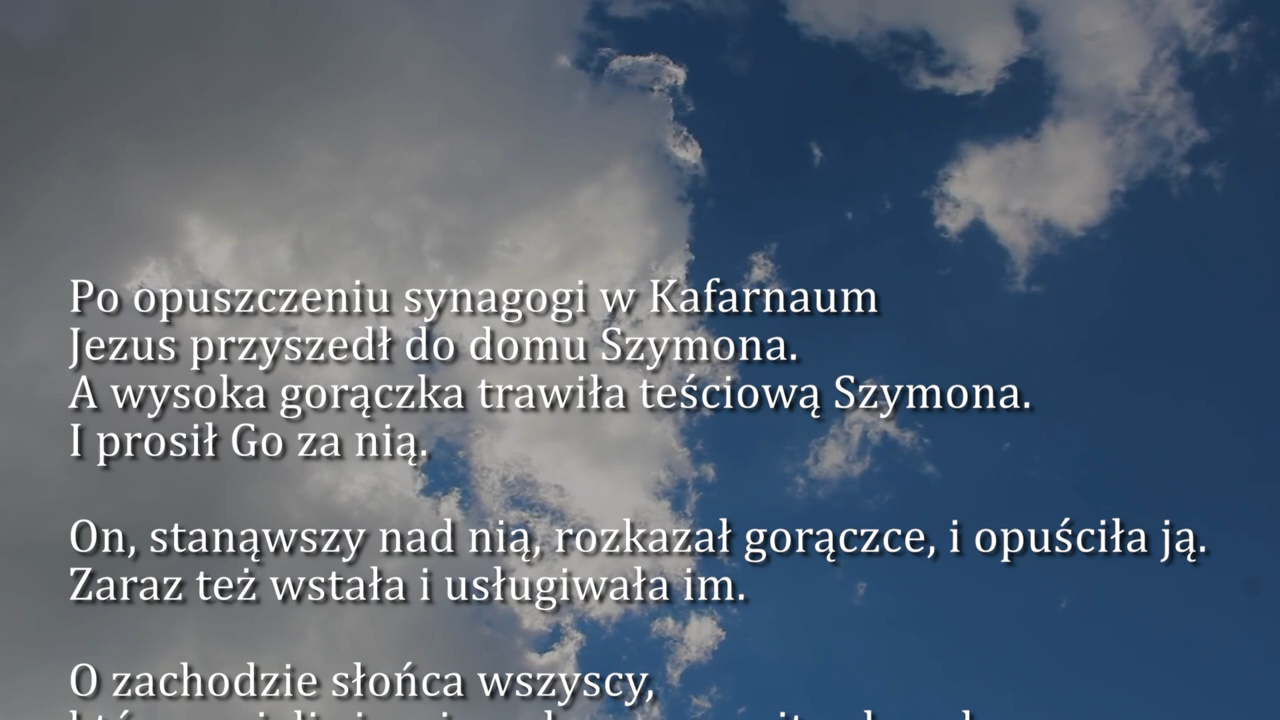 Po opuszczeniu synagogi w Kafarnaum
Jezus przyszedł do domu Szymona.
A wysoka gorączka trawiła teściową Szymona.
I prosił Go za nią.
On, stanąwszy nad nią, rozkazał gorączce, i opuściła ją.
Zaraz też wstała i usługiwała im.
O zachodzie słońca wszyscy,